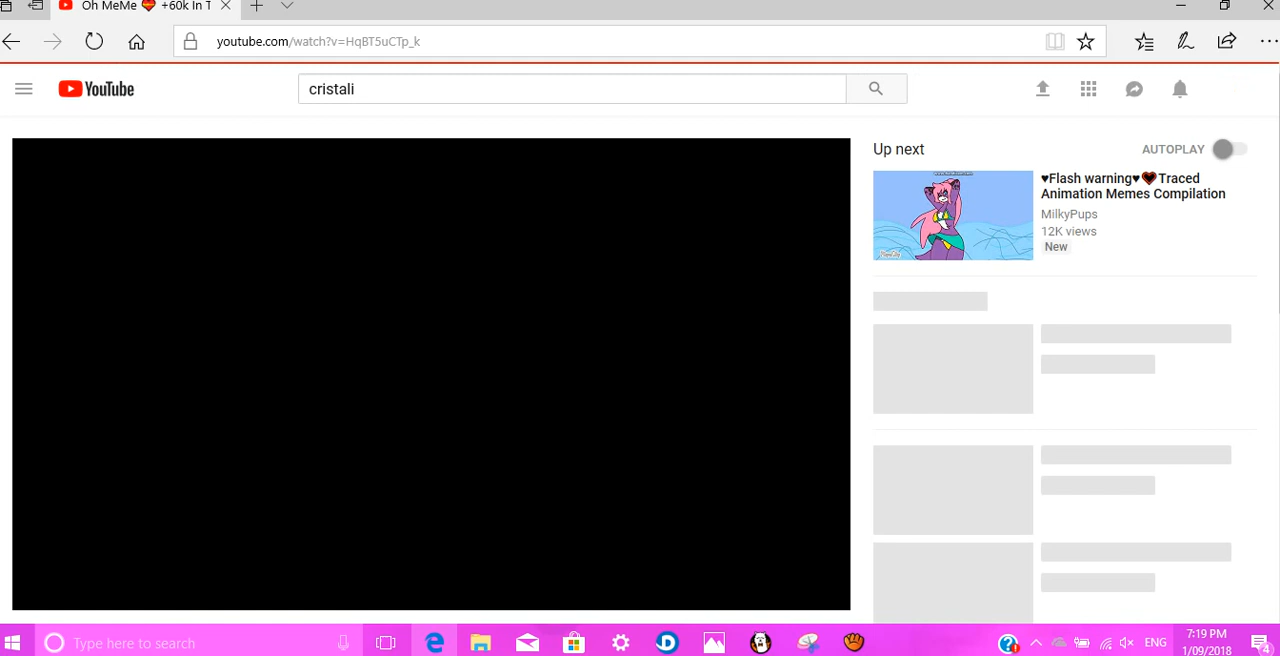 Oh MeMe ❤ +60k In T
youtube.com/watch?v=HqBT5uCTp_k
YouTube
cristali
Up next
AUTOPLAY
♥Flash warning♥❤Traced
Animation Memes Compilation
MilkyPups
12K views
New
Type here to search
ENG
7:19 PM
1/09/2018
4